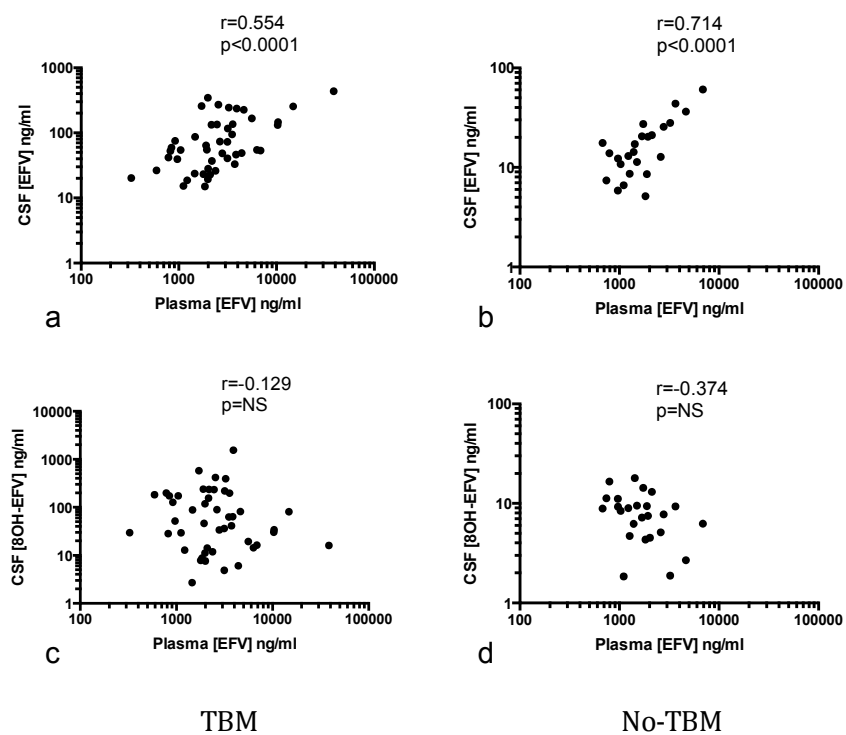 r=0.554
p<0.0001
CSF [EFV] ng/ml
1000
100
10
1
100 1000 10000 100000
Plasma [EFV] ng/ml
a
r=0.714
p<0.0001
CSF [EFV] ng/ml
100
10
1
100 1000 10000 100000
Plasma [EFV] ng/ml
b
r=-0.129
p=NS
CSF [8OH-EFV] ng/ml
10000
1000
100
10
1
100 1000 10000 100000
Plasma [EFV] ng/ml
c
r=-0.374
p=NS
CSF [8OH-EFV] ng/ml
100
10
1
100 1000 10000 100000
Plasma [EFV] ng/ml
d
TBM
No-TBM